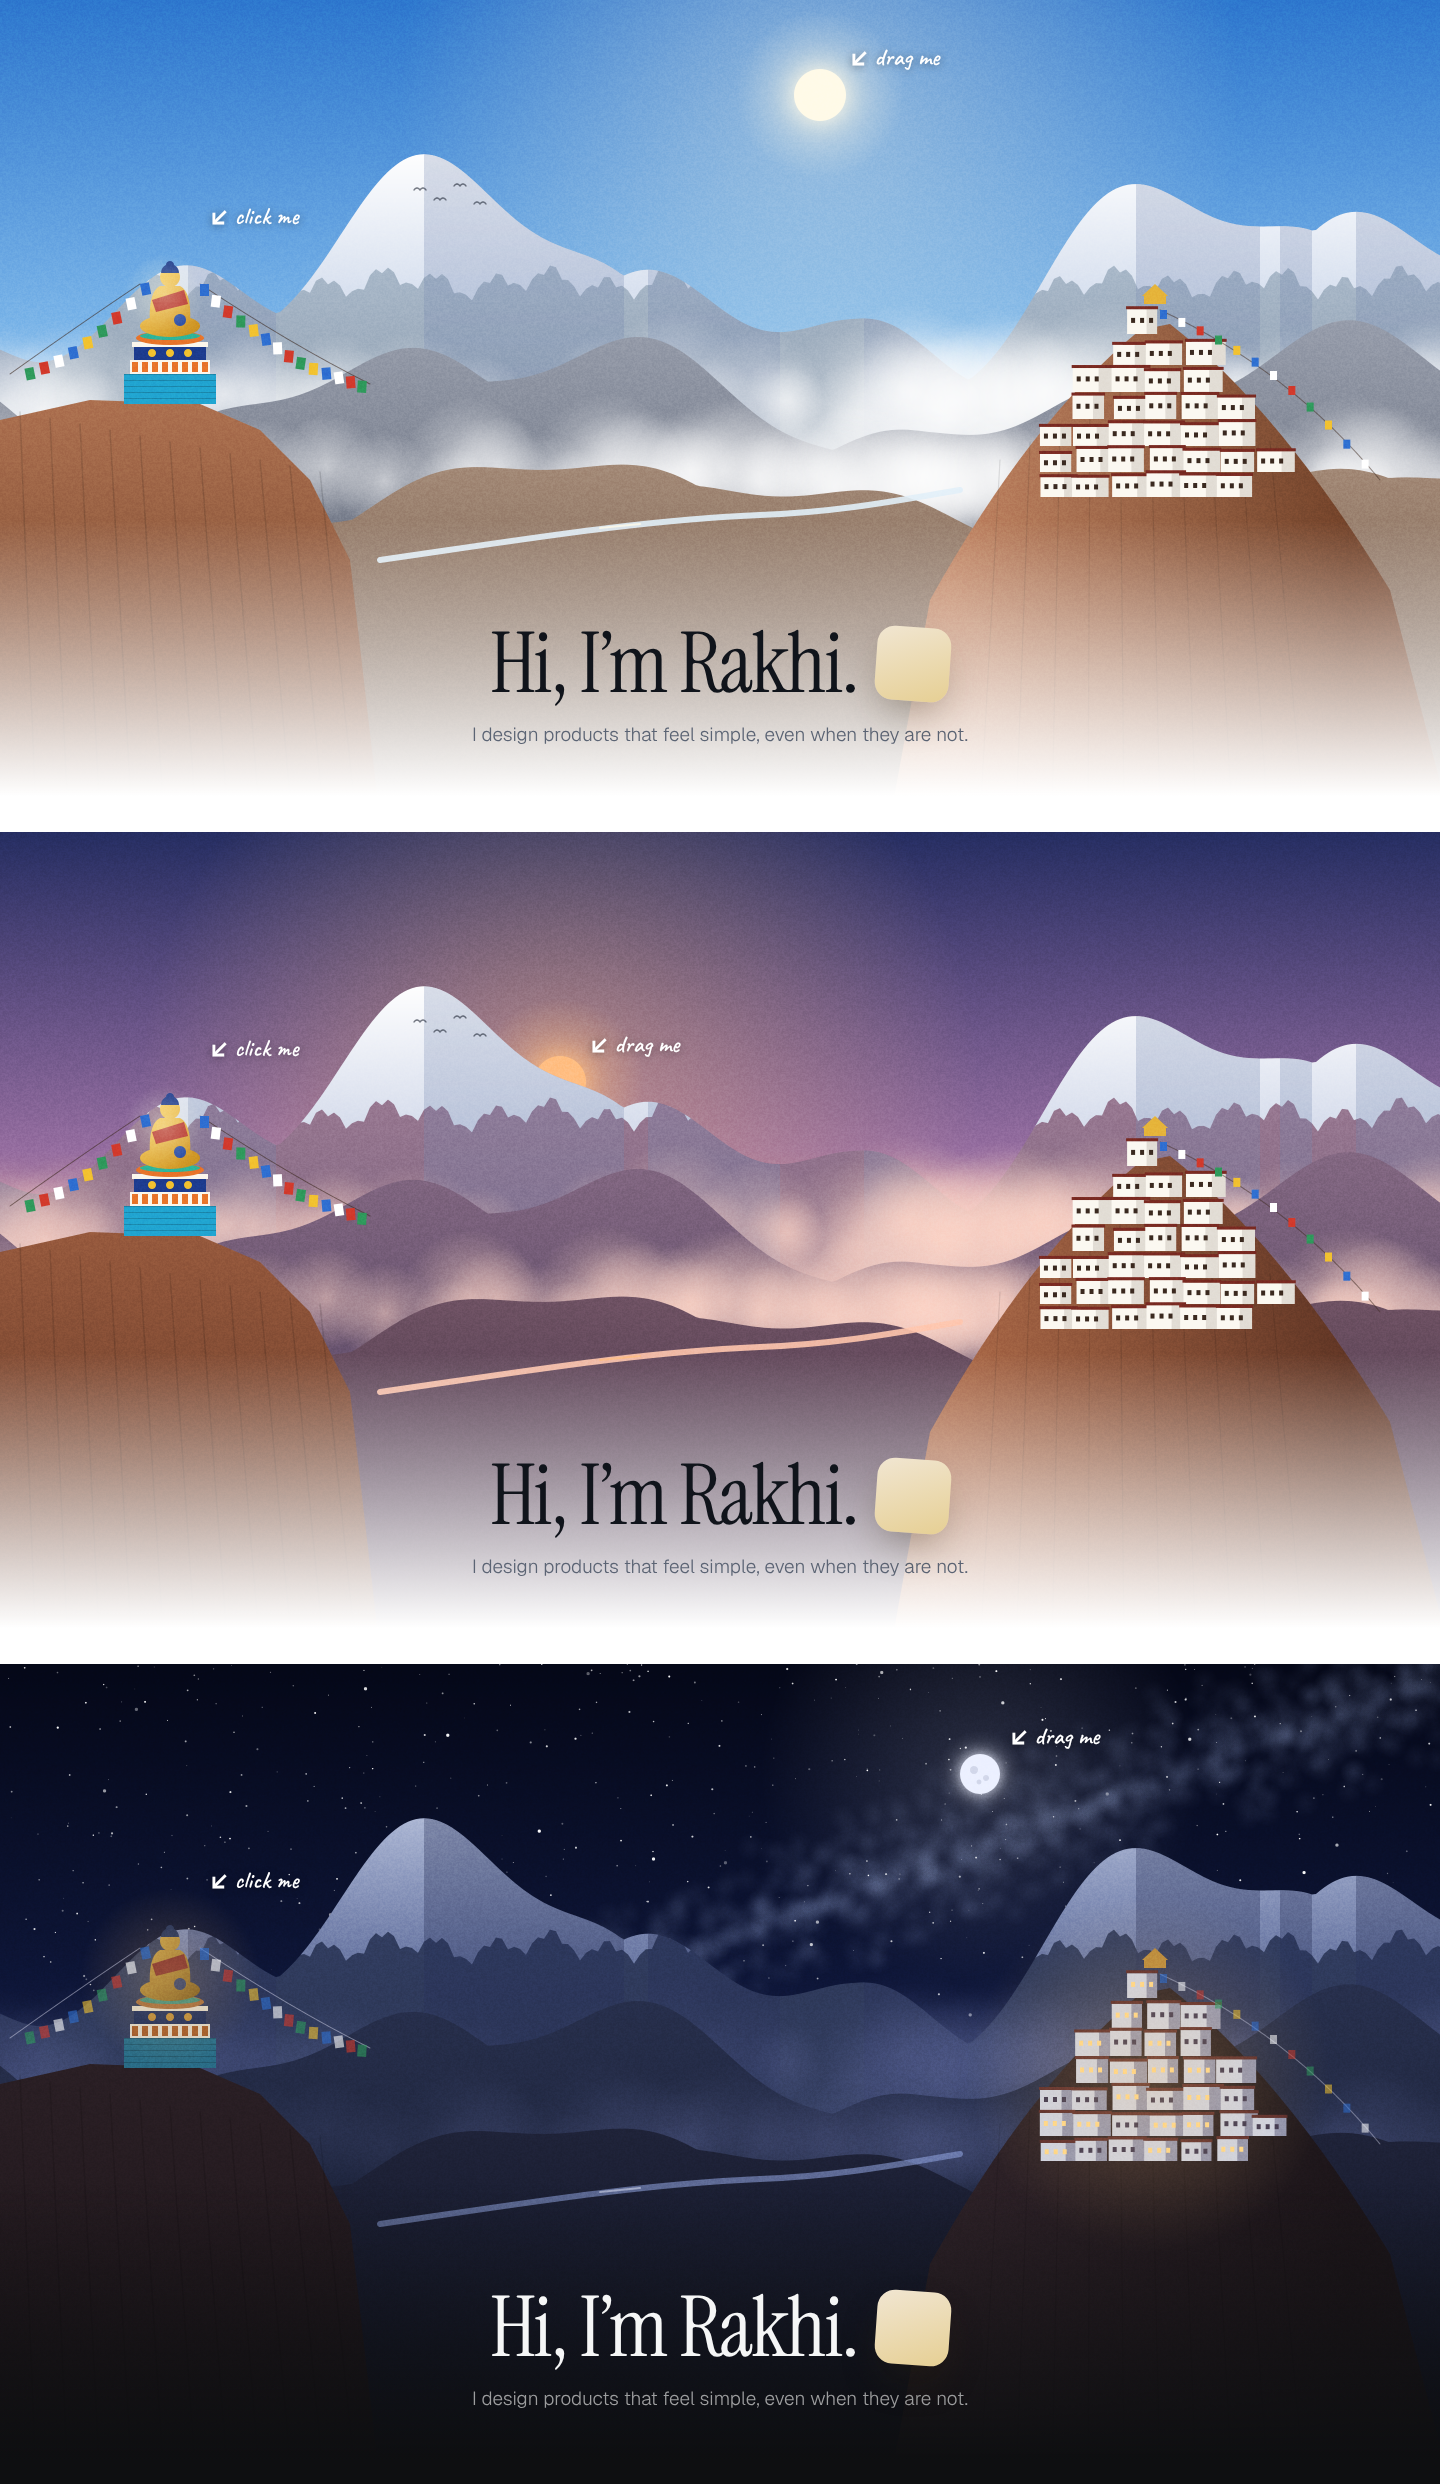 drag me
click me
Hi, I’m Rakhi.
I design products that feel simple, even when they are not.
click me
drag me
Hi, I’m Rakhi.
I design products that feel simple, even when they are not.
drag me
click me
Hi, I’m Rakhi.
I design products that feel simple, even when they are not.